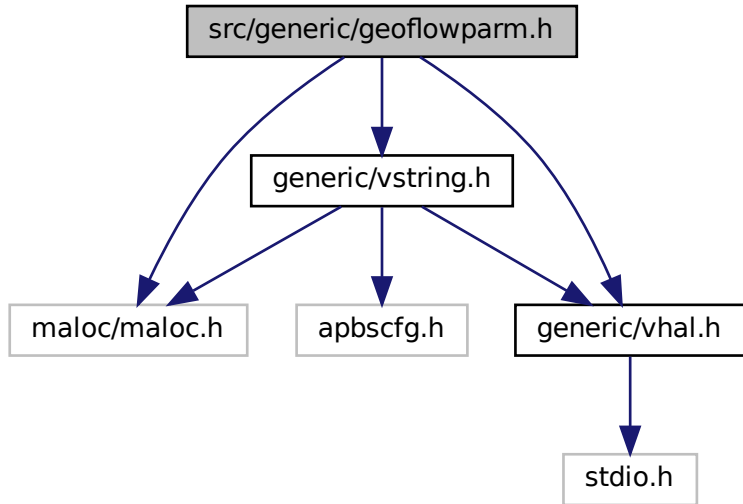 src/generic/geoflowparm.h
generic/vstring.h
maloc/maloc.h
apbscfg.h
generic/vhal.h
stdio.h